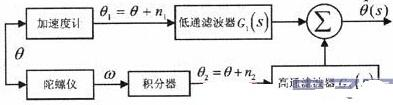 加速度计
θ₁ = θ + n₁
低通滤波器 G₁(s)
∑
θ̂(s)
θ
陀螺仪
ω
积分器
θ₂ = θ + n₂
高通滤波器